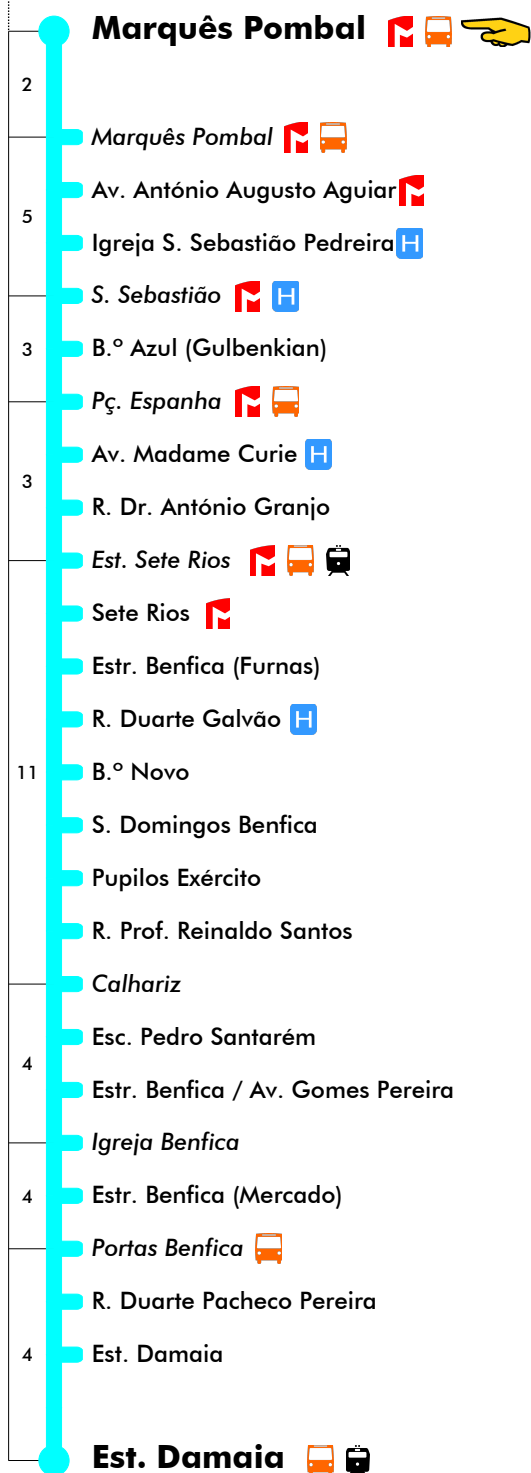 Marquês Pombal
2
Marquês Pombal
Av. António Augusto Aguiar
5
Igreja S. Sebastião Pedreira H
S. Sebastião H
3
B.º Azul (Gulbenkian)
Pç. Espanha
Av. Madame Curie H
3
R. Dr. António Granjo
Est. Sete Rios
Sete Rios
Estr. Benfica (Furnas)
R. Duarte Galvão H
11
B.º Novo
S. Domingos Benfica
Pupilos Exército
R. Prof. Reinaldo Santos
Calhariz
Esc. Pedro Santarém
4
Estr. Benfica / Av. Gomes Pereira
Igreja Benfica
4
Estr. Benfica (Mercado)
Portas Benfica
R. Duarte Pacheco Pereira
4
Est. Damaia
Est. Damaia